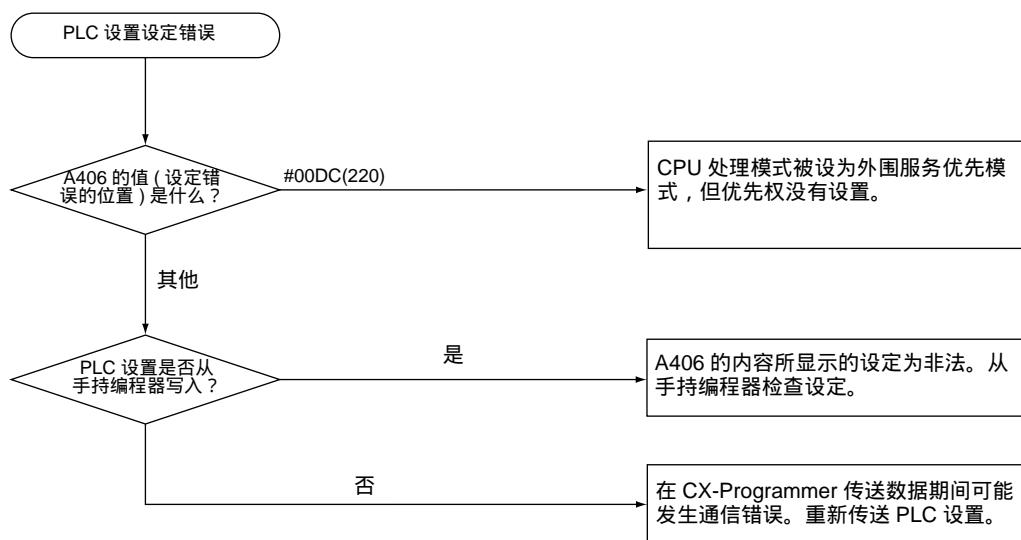 PLC 设置设定错误
A406 的值 ( 设定错
误的位置 ) 是什么？
#00DC(220)
CPU 处理模式被设为外围服务优先模
式，但优先权没有设置。
其他
PLC 设置是否从
手持编程器写入？
是
A406 的内容所显示的设定为非法。从
手持编程器检查设定。
否
在 CX-Programmer 传送数据期间可能
发生通信错误。重新传送 PLC 设置。